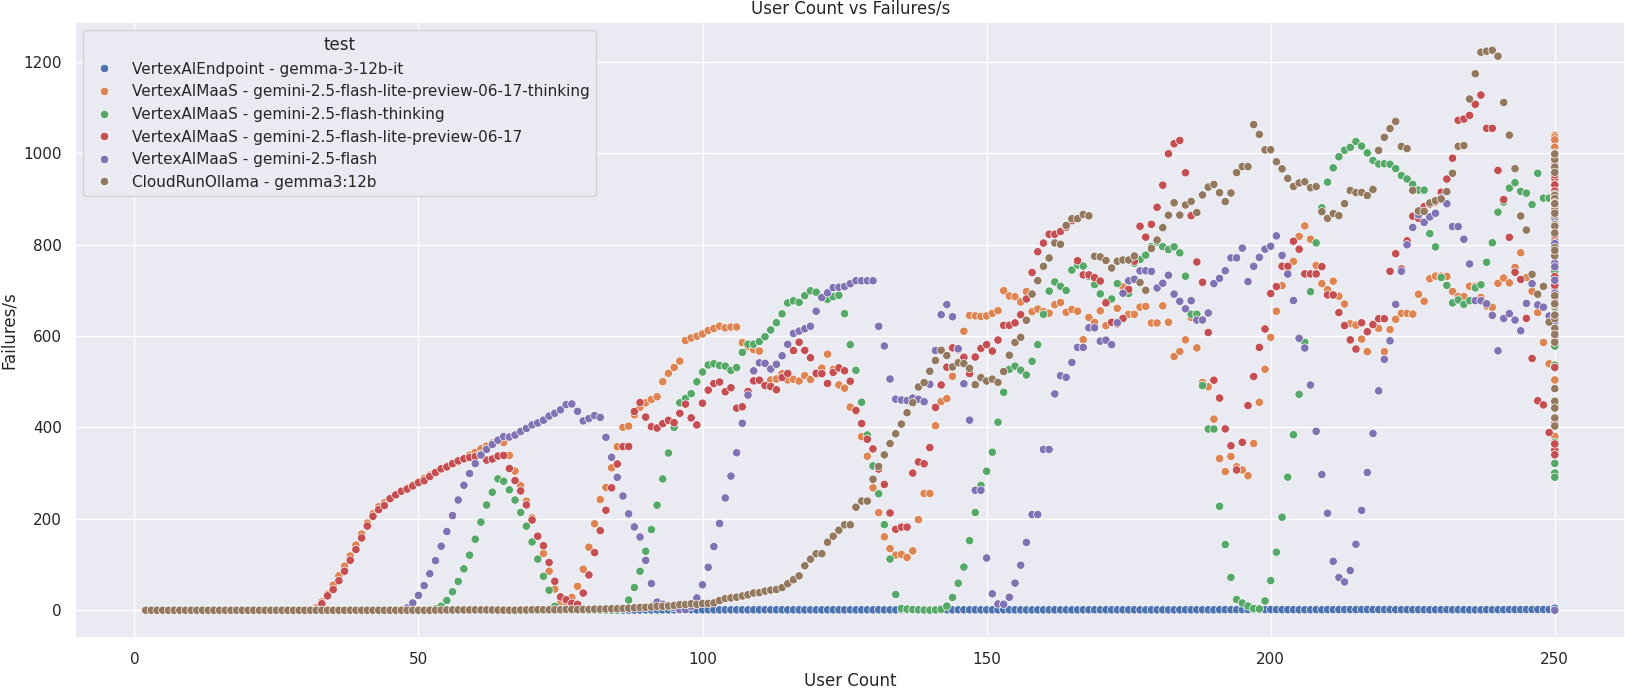 User Count vs Failures/s
test
VertexAIEndpoint - gemma-3-12b-it
VertexAIMaaS - gemini-2.5-flash-lite-preview-06-17-thinking
VertexAIMaaS - gemini-2.5-flash-thinking
VertexAIMaaS - gemini-2.5-flash-lite-preview-06-17
VertexAIMaaS - gemini-2.5-flash
CloudRunOllama - gemma3:12b
Failures/s
1200
1000
800
600
400
200
0
0 50 100 150 200 250
User Count